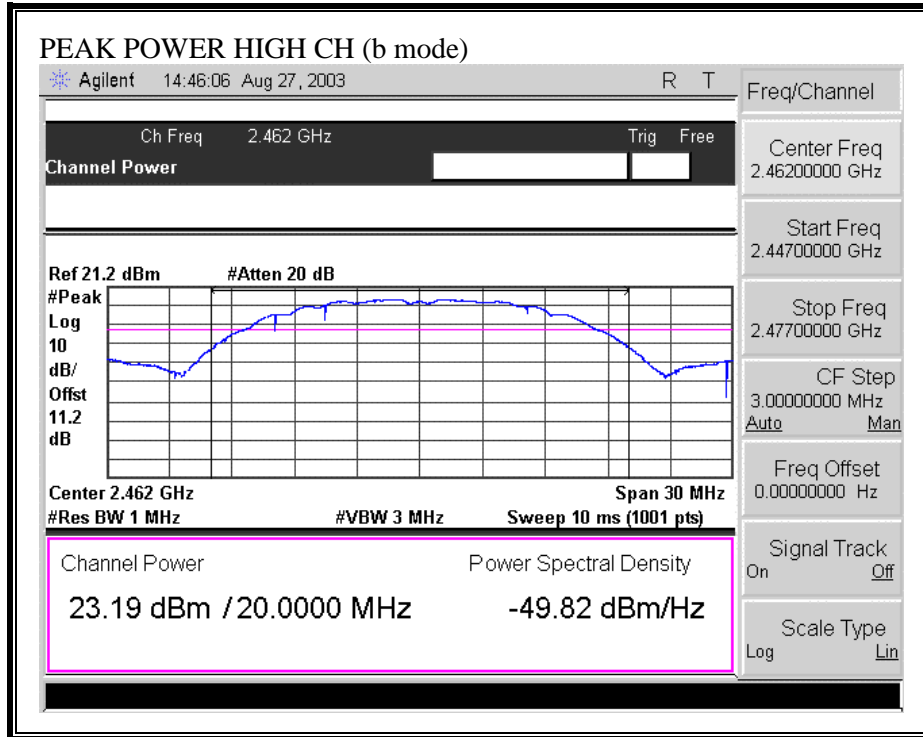 PEAK POWER HIGH CH (b mode)
Agilent 14:46:06 Aug 27, 2003 R T
Freq/Channel
Ch Freq 2.462 GHz Trig Free
Channel Power
Center Freq
2.46200000 GHz
Start Freq
2.44700000 GHz
Ref 21.2 dBm #Atten 20 dB
#Peak
Log
10
dB/
Offst
11.2
dB
Stop Freq
2.47700000 GHz
CF Step
3.00000000 MHz
Auto Man
Center 2.462 GHz Span 30 MHz
#Res BW 1 MHz #VBW 3 MHz Sweep 10 ms (1001 pts)
Freq Offset
0.00000000 Hz
Channel Power Power Spectral Density
23.19 dBm / 20.0000 MHz -49.82 dBm/Hz
Signal Track
On Off
Scale Type
Log Lin